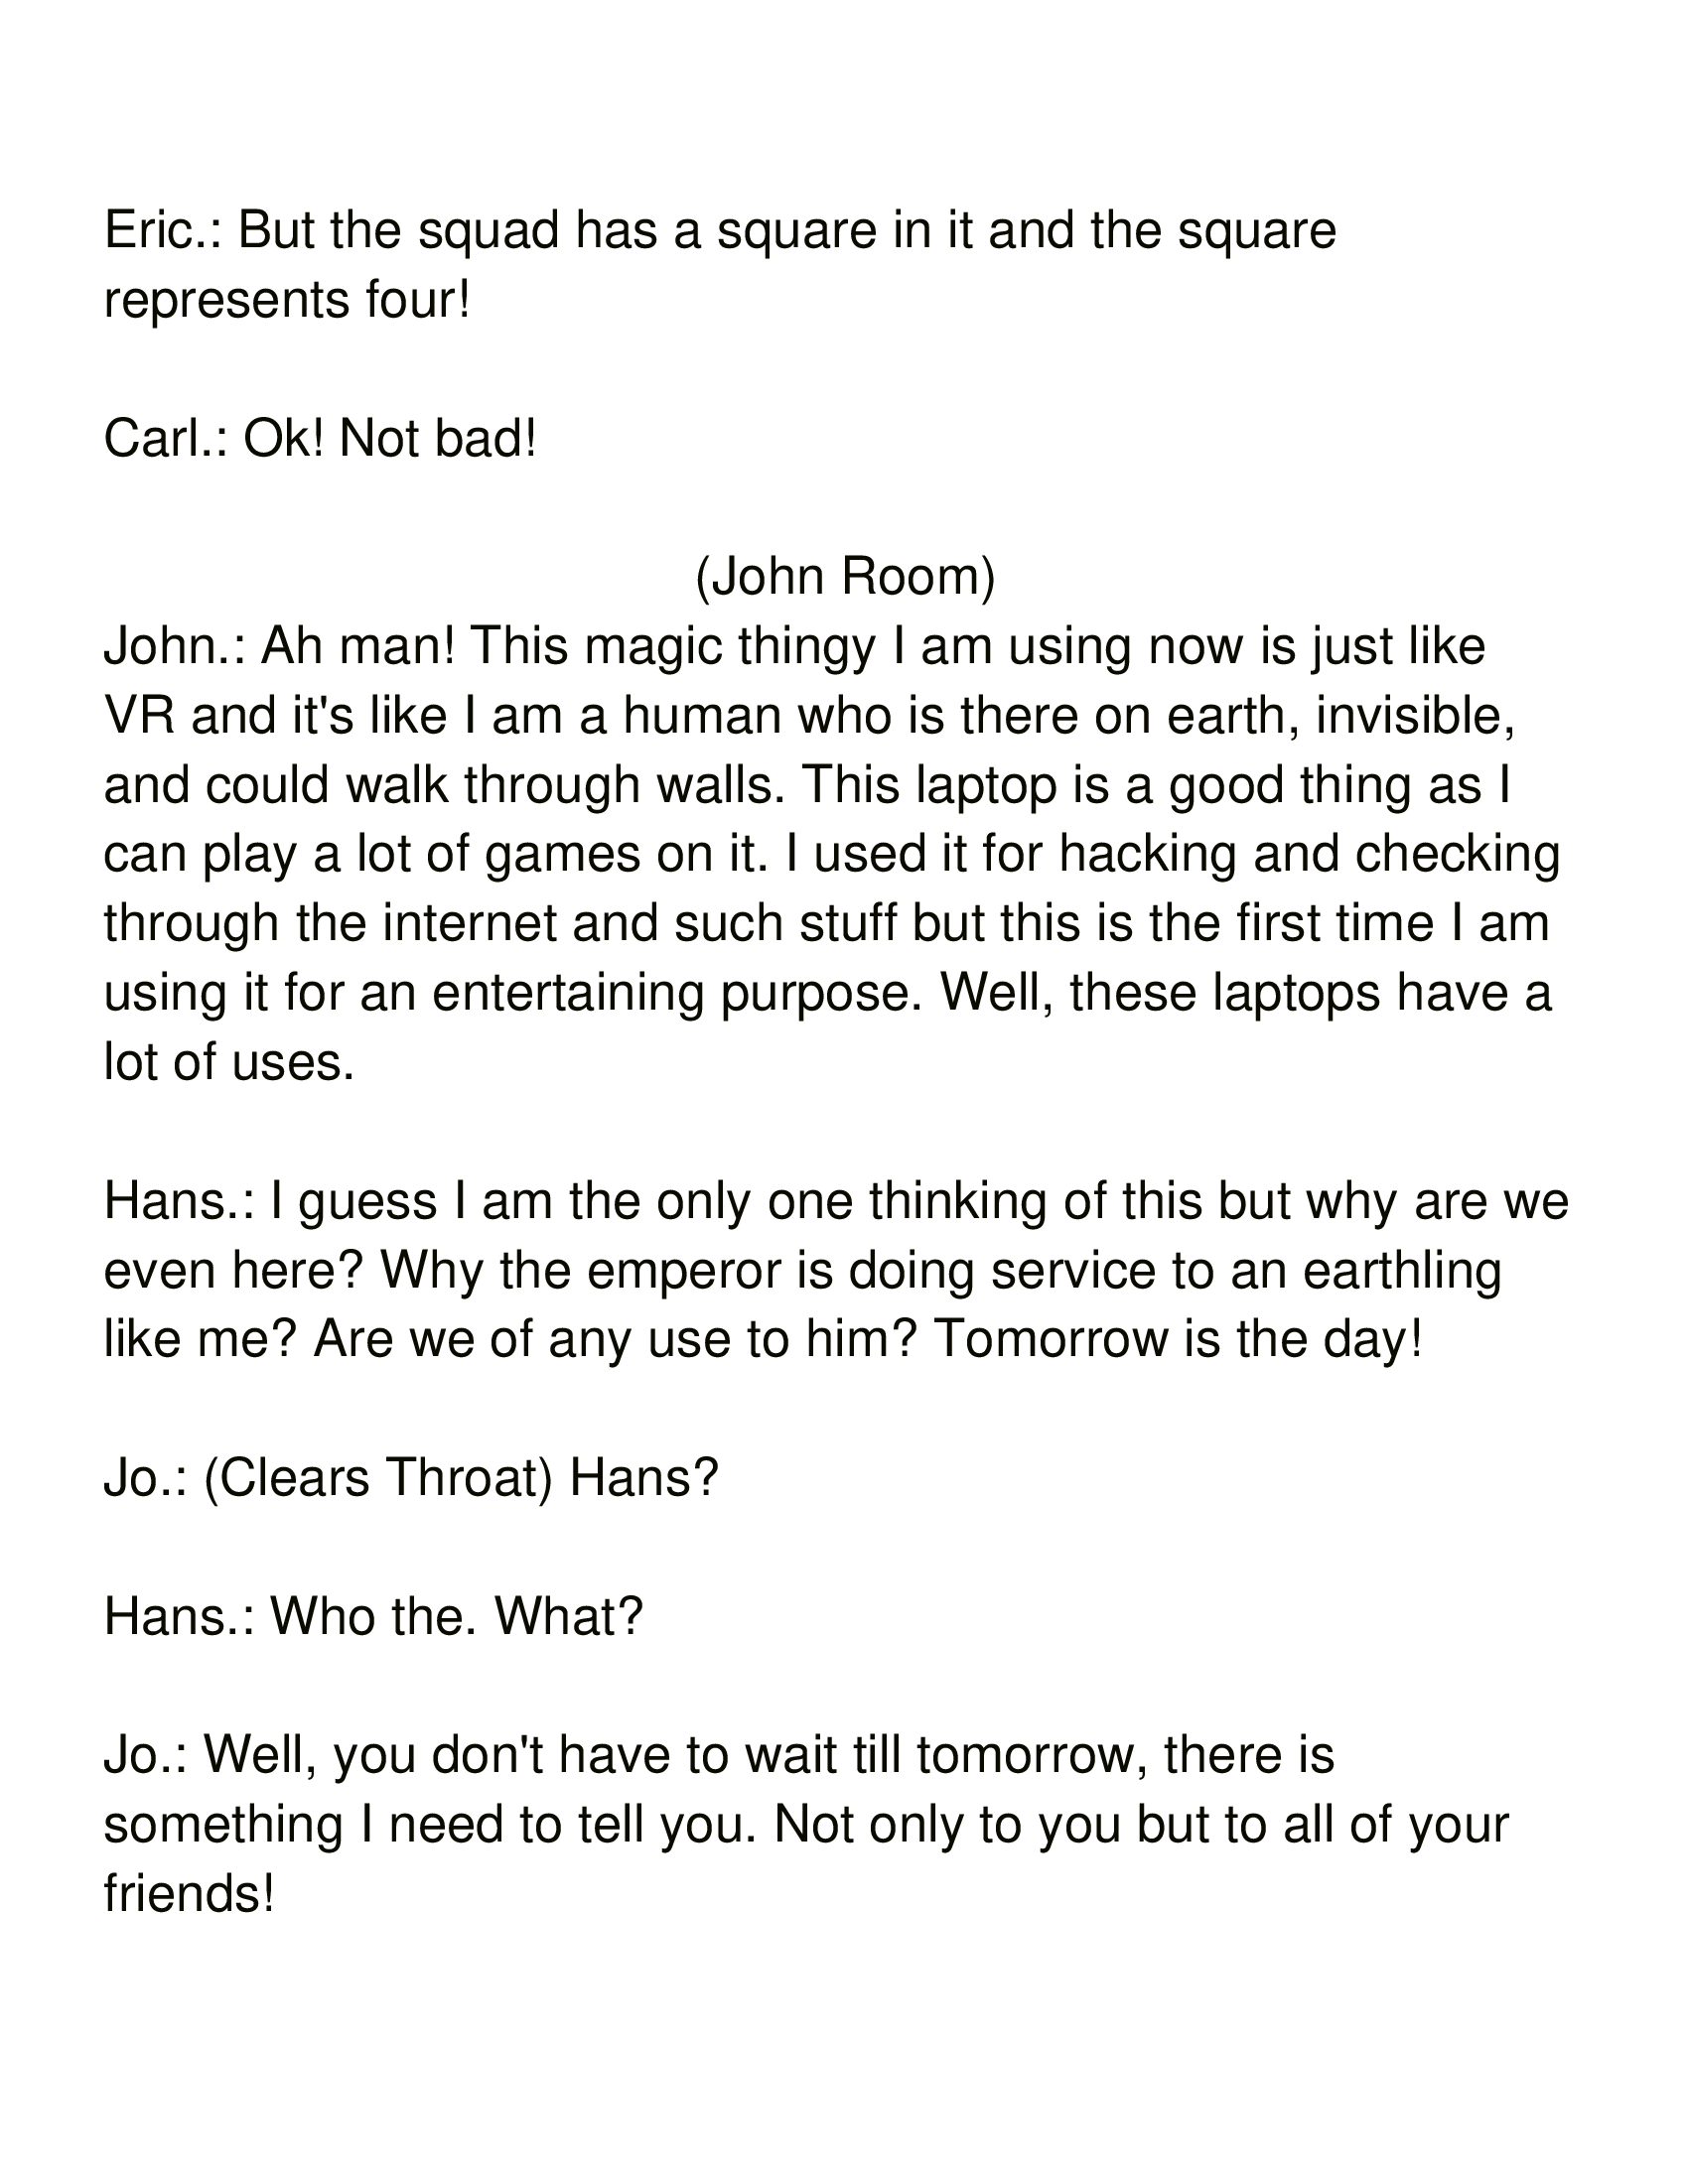 Eric.: But the squad has a square in it and the square
represents four!
Carl.: Ok! Not bad!
(John Room)
John.: Ah man! This magic thingy I am using now is just like
VR and it's like I am a human who is there on earth, invisible,
and could walk through walls. This laptop is a good thing as I
can play a lot of games on it. I used it for hacking and checking
through the internet and such stuff but this is the first time I am
using it for an entertaining purpose. Well, these laptops have a
lot of uses.
Hans.: I guess I am the only one thinking of this but why are we
even here? Why the emperor is doing service to an earthling
like me? Are we of any use to him? Tomorrow is the day!
Jo.: (Clears Throat) Hans?
Hans.: Who the. What?
Jo.: Well, you don't have to wait till tomorrow, there is
something I need to tell you. Not only to you but to all of your
friends!